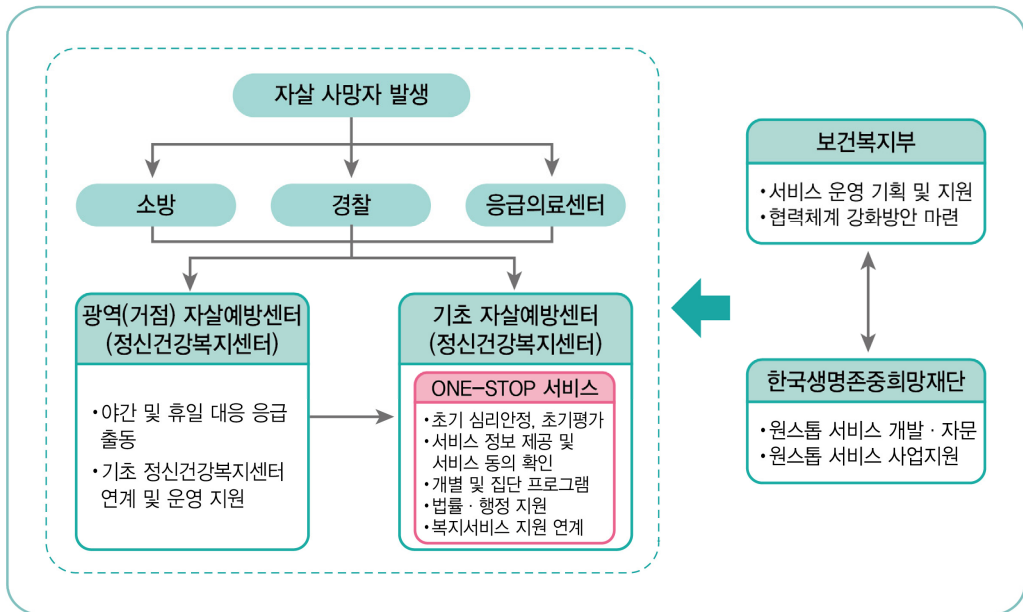 자살 사망자 발생
소방
경찰
응급의료센터
광역(거점) 자살예방센터
(정신건강복지센터)
•야간 및 휴일 대응 응급
출동
•기초 정신건강복지센터
연계 및 운영 지원
기초 자살예방센터
(정신건강복지센터)
ONE-STOP 서비스
•초기 심리안정, 초기평가
•서비스 정보 제공 및
서비스 동의 확인
•개별 및 집단 프로그램
•법률·행정 지원
•복지서비스 지원 연계
보건복지부
•서비스 운영 기획 및 지원
•협력체계 강화방안 마련
한국생명존중희망재단
•원스톱 서비스 개발·자문
•원스톱 서비스 사업지원